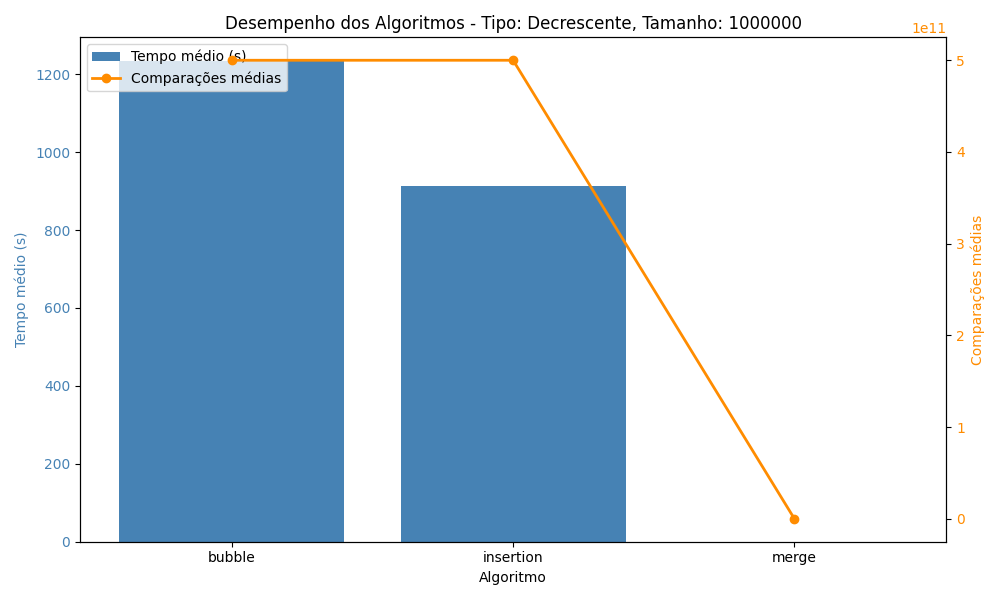 Desempenho dos Algoritmos - Tipo: Decrescente, Tamanho: 1000000
1e11
Tempo médio (s)
Comparações médias
1200
1000
800
600
400
200
0
Tempo médio (s)
5
4
3
2
1
0
Comparações médias
bubble
insertion
merge
Algoritmo